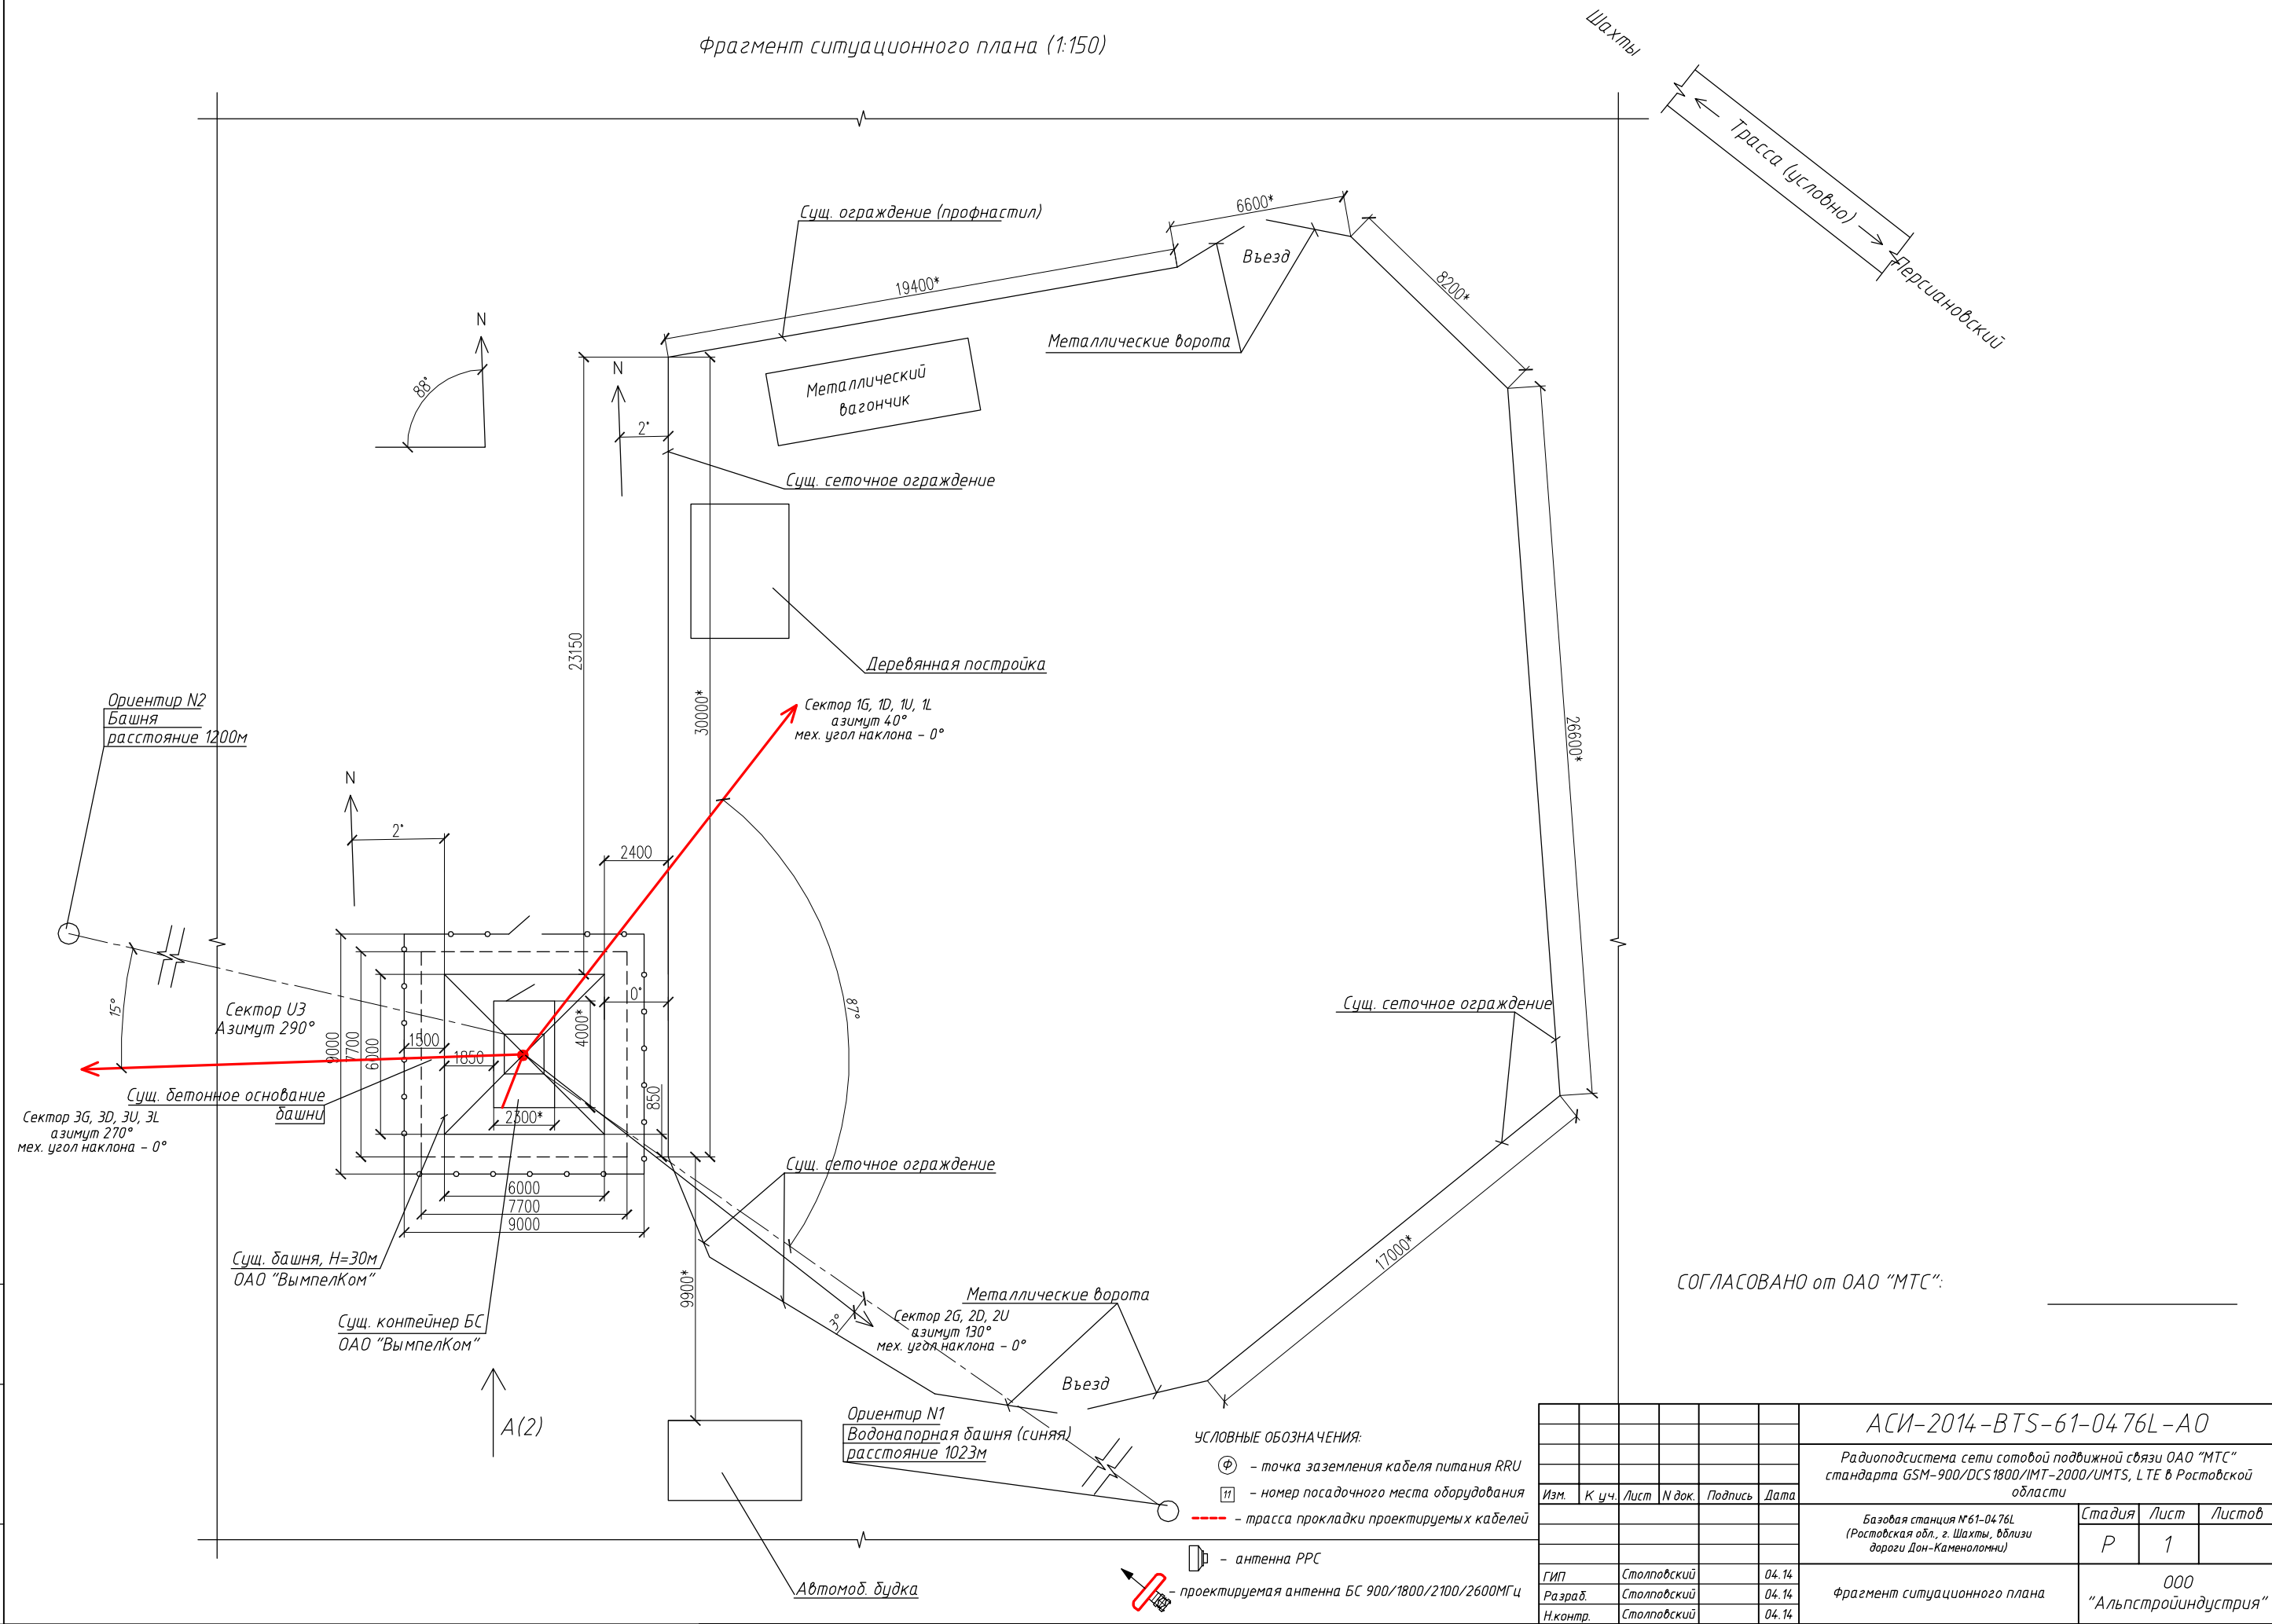 Фрагмент ситуационного плана (1:150)
Шахты
Трасса (условно)
Персиановский
Сущ. ограждение (профнастил)
6600*
Въезд
19400*
8200*
Металлические ворота
N
88°
N
2°
Металлический
вагончик
Сущ. сеточное ограждение
23150
30000*
Деревянная постройка
26600*
Ориентир N2
Башня
расстояние 1200м
Сектор 1G, 1D, 1U, 1L
азимут 40°
мех. угол наклона - 0°
N
2°
2400
87°
15°
Сектор U3
Азимут 290°
0°
4000*
Сущ. сеточное ограждение
9000
7700
6000
1500
1850
2300*
850
Сущ. бетонное основание
башни
Сектор 3G, 3D, 3U, 3L
азимут 270°
мех. угол наклона - 0°
6000
7700
9000
Сущ. сеточное ограждение
Сущ. башня, Н=30м
ОАО "ВымпелКом"
9900*
17000*
Сущ. контейнер БС
ОАО "ВымпелКом"
Металлические ворота
3°
Сектор 2G, 2D, 2U
азимут 130°
мех. угол наклона - 0°
СОГЛАСОВАНО от ОАО "МТС":
Въезд
А(2)
Ориентир N1
Водонапорная башня (синяя)
расстояние 1023м
Автомоб. будка
УСЛОВНЫЕ ОБОЗНАЧЕНИЯ:
Ф - точка заземления кабеля питания RRU
11 - номер посадочного места оборудования
- трасса прокладки проектируемых кабелей
- антенна РРС
- проектируемая антенна БС 900/1800/2100/2600МГц
АСИ-2014-BTS-61-0476L-АО
Радиоподсистема сети сотовой подвижной связи ОАО "МТС"
стандарта GSM-900/DCS1800/IMT-2000/UMTS, LTE в Ростовской
области
Изм. К уч. Лист N док. Подпись Дата
Базовая станция №61-0476L
(Ростовская обл., г. Шахты, вблизи
дороги Дон-Каменоломни)
Стадия Лист Листов
Р 1
ГИП Столповский 04.14
Разраб. Столповский 04.14
Н.контр. Столповский 04.14
Фрагмент ситуационного плана
ООО
"Альпстройиндустрия"